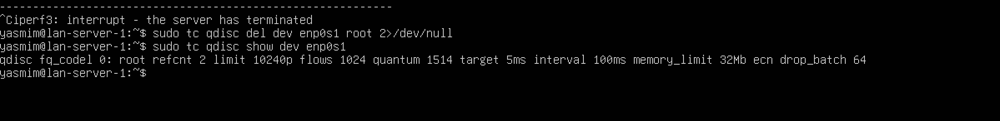 -----------------------------------------------------------
^Ciperf3: interrupt - the server has terminated
yasmim@lan-server-1:~$ sudo tc qdisc del dev enp0s1 root 2>/dev/null
yasmim@lan-server-1:~$ sudo tc qdisc show dev enp0s1
qdisc fq_codel 0: root refcnt 2 limit 10240p flows 1024 quantum 1514 target 5ms interval 100ms memory_limit 32Mb ecn drop_batch 64
yasmim@lan-server-1:~$